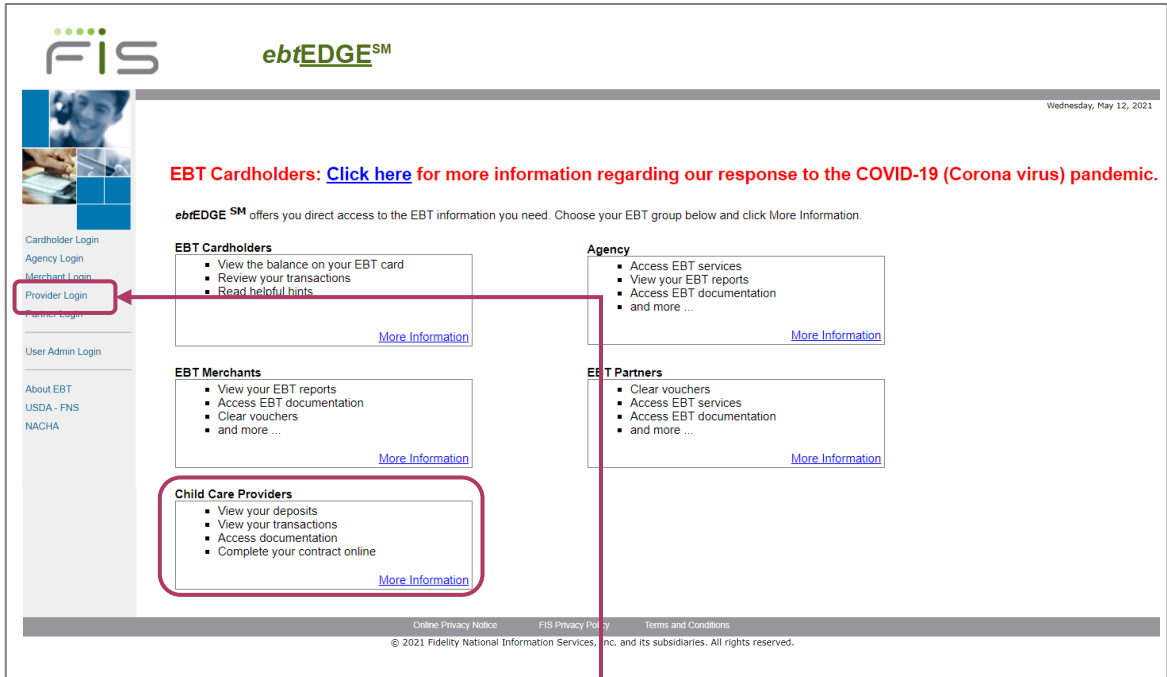 FIS
ebtEDGE℠
Wednesday, May 12, 2021
EBT Cardholders: Click here for more information regarding our response to the COVID-19 (Corona virus) pandemic.
ebtEDGE SM offers you direct access to the EBT information you need. Choose your EBT group below and click More Information.
Cardholder Login
Agency Login
Merchant Login
Provider Login
Partner Login
User Admin Login
About EBT
USDA - FNS
NACHA
EBT Cardholders
View the balance on your EBT card
Review your transactions
Read helpful hints
More Information
Agency
Access EBT services
View your EBT reports
Access EBT documentation
and more ...
More Information
EBT Merchants
View your EBT reports
Access EBT documentation
Clear vouchers
and more ...
More Information
EBT Partners
Clear vouchers
Access EBT services
Access EBT documentation
and more ...
More Information
Child Care Providers
View your deposits
View your transactions
Access documentation
Complete your contract online
More Information
Online Privacy Notice FIS Privacy Policy Terms and Conditions
© 2021 Fidelity National Information Services, Inc. and its subsidiaries. All rights reserved.